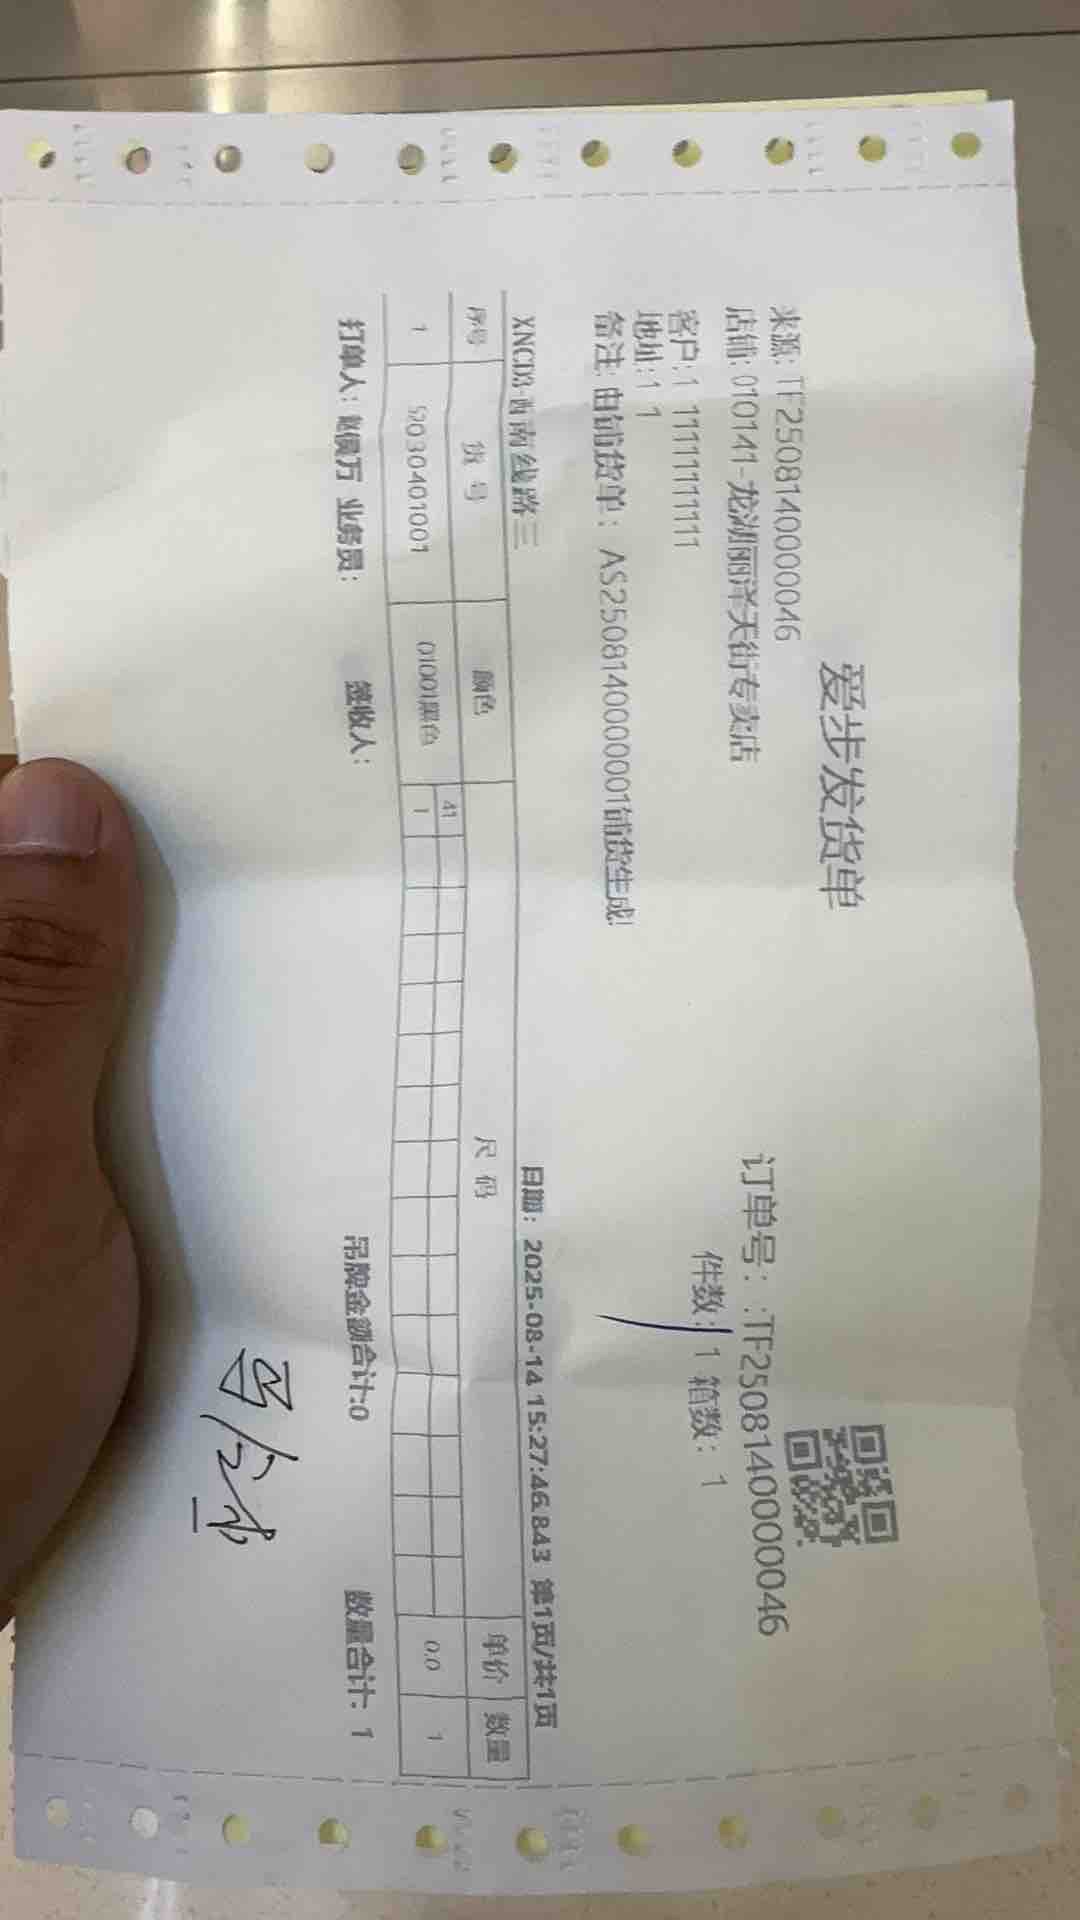 爱步发货单
来源: TF250814000046
订单号: :TF250814000046
店铺: 010141-龙湖丽泽天街专卖店
件数: 1 箱数: 1
客户:1 11111111111
地址:1 1
备注: 由铺货单: AS250814000001铺货生成!
XNCD3-西南线路三 日期: 2025-08-14 15:27:46.843 第1页/共1页
序号 货号 颜色 尺码 单价 数量
41
1 52030401001 01001黑色 1 0.0 1
打单人: 业务员: 签收人: 吊牌金额合计:0 数量合计: 1